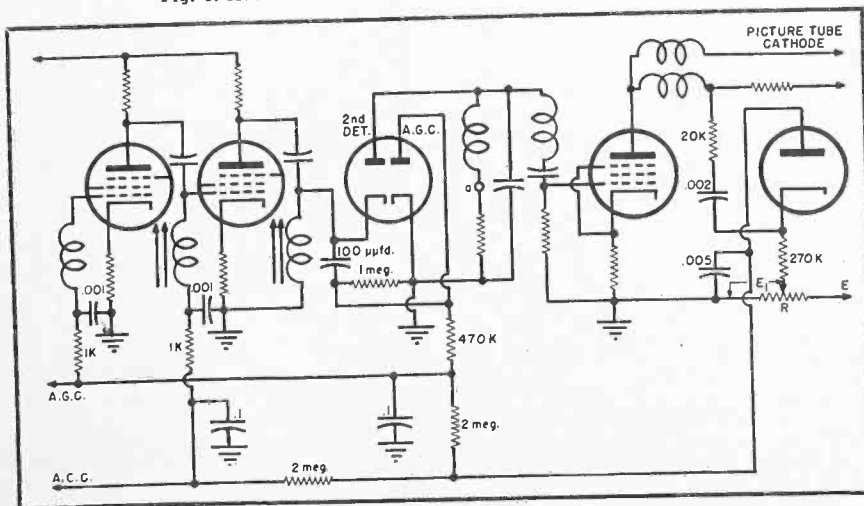 PICTURE TUBE
CATHODE
2nd
DET.
A.G.C.
20K
.002
a
100 µµfd.
1 meg.
.005
270K
.001
.001
E1
E
R
1K
1K
470K
A.G.C.
.1
.1
2 meg.
2 meg.
A.C.C.